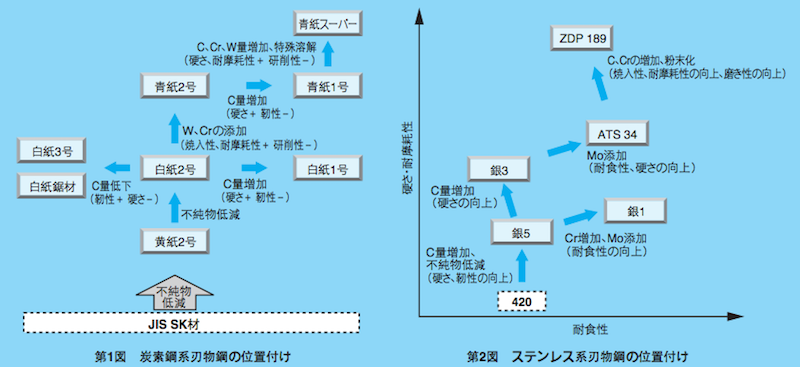 青紙スーパー
C、Cr、W量増加、特殊溶解
(硬さ、耐摩耗性+ 研削性−)
青紙2号
青紙1号
C量増加
(硬さ+ 靭性−)
W、Crの添加
(焼入性、耐摩耗性+ 研削性−)
白紙3号
白紙鋸材
白紙2号
白紙1号
C量低下
(靭性+ 硬さ−)
C量増加
(硬さ+ 靭性−)
不純物低減
黄紙2号
不純物
低減
JIS SK材
第1図 炭素鋼系刃物鋼の位置付け
硬さ・耐摩耗性
ZDP 189
C、Crの増加、粉末化
(焼入性、耐摩耗性の向上、磨き性の向上)
ATS 34
Mo添加
(耐食性、硬さの向上)
銀3
C量増加
(硬さの向上)
銀1
Cr増加、Mo添加
(耐食性の向上)
銀5
C量増加、
不純物低減
(硬さ、靭性の向上)
420
耐食性
第2図 ステンレス系刃物鋼の位置付け